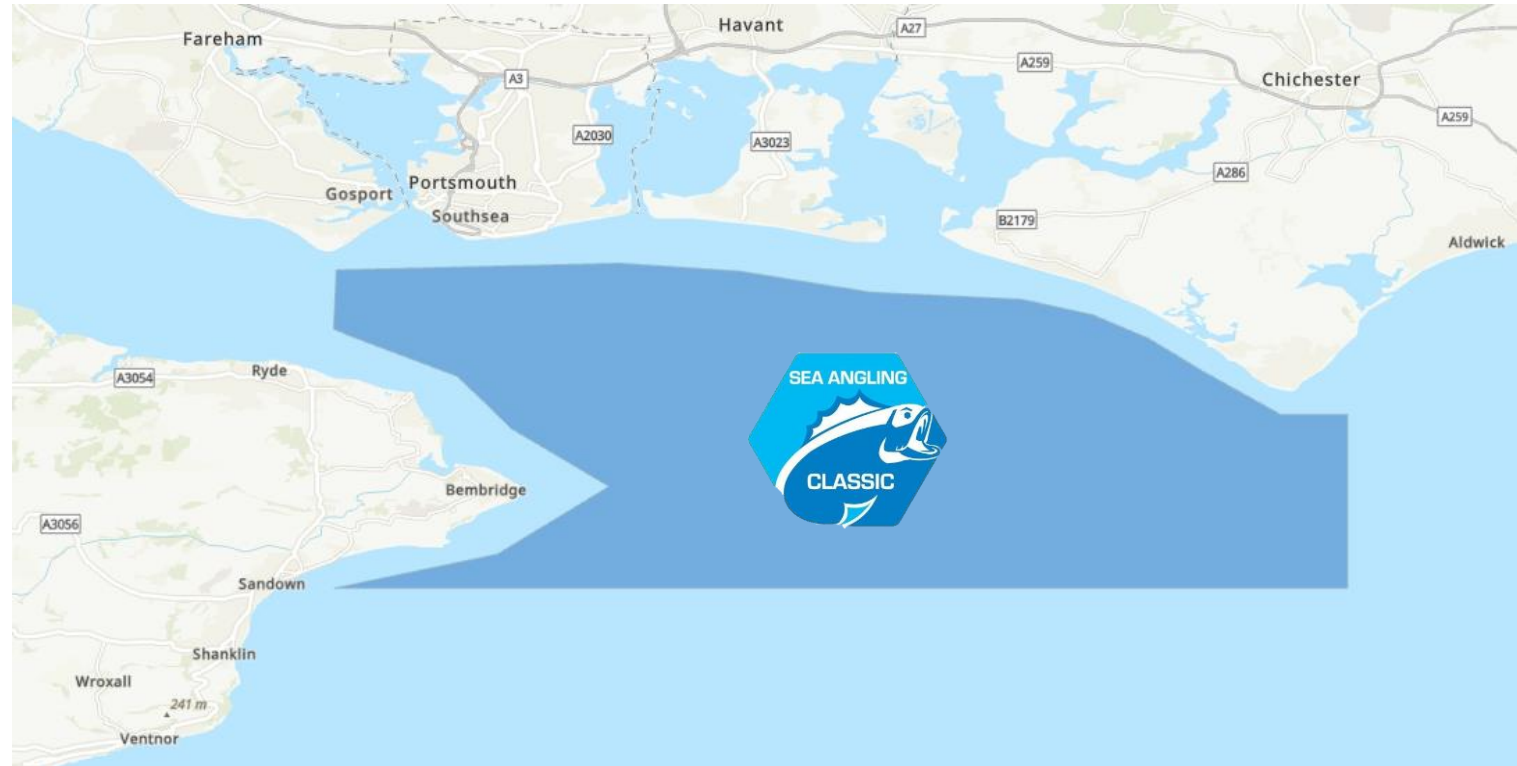 Havant
A27
Fareham
A259
Chichester
A3
A259
A2030
A3023
A286
Portsmouth
Gosport
Southsea
B2179
Aldwick
SEA ANGLING
CLASSIC
Ryde
A3054
Bembridge
A3056
Sandown
Shanklin
Wroxall
241 m
Ventnor